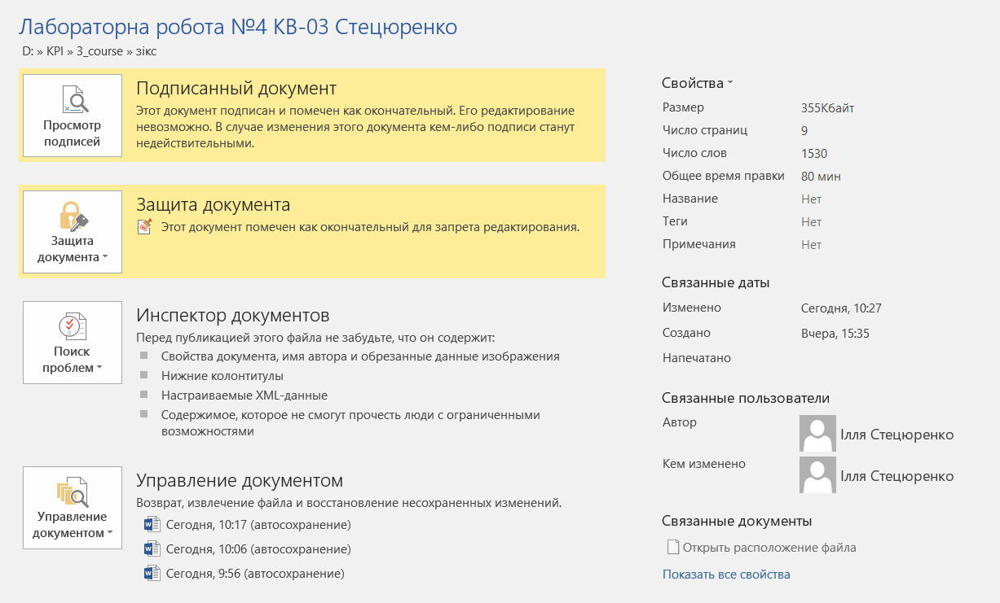 Лабораторна робота №4 КВ-03 Стецюренко
D: » KPI » 3_course » зікс
Просмотр
подписей
Подписанный документ
Этот документ подписан и помечен как окончательный. Его редактирование
невозможно. В случае изменения этого документа кем-либо подписи станут
недействительными.
Защита
документа
Защита документа
Этот документ помечен как окончательный для запрета редактирования.
Поиск
проблем
Инспектор документов
Перед публикацией этого файла не забудьте, что он содержит:
Свойства документа, имя автора и обрезанные данные изображения
Нижние колонтитулы
Настраиваемые XML-данные
Содержимое, которое не смогут прочесть люди с ограниченными
возможностями
Управление
документом
Управление документом
Возврат, извлечение файла и восстановление несохраненных изменений.
Сегодня, 10:17 (автосохранение)
Сегодня, 10:06 (автосохранение)
Сегодня, 9:56 (автосохранение)
Свойства
Размер 355Кбайт
Число страниц 9
Число слов 1530
Общее время правки 80 мин
Название Нет
Теги Нет
Примечания Нет
Связанные даты
Изменено Сегодня, 10:27
Создано Вчера, 15:35
Напечатано
Связанные пользователи
Автор Ілля Стецюренко
Кем изменено Ілля Стецюренко
Связанные документы
Открыть расположение файла
Показать все свойства